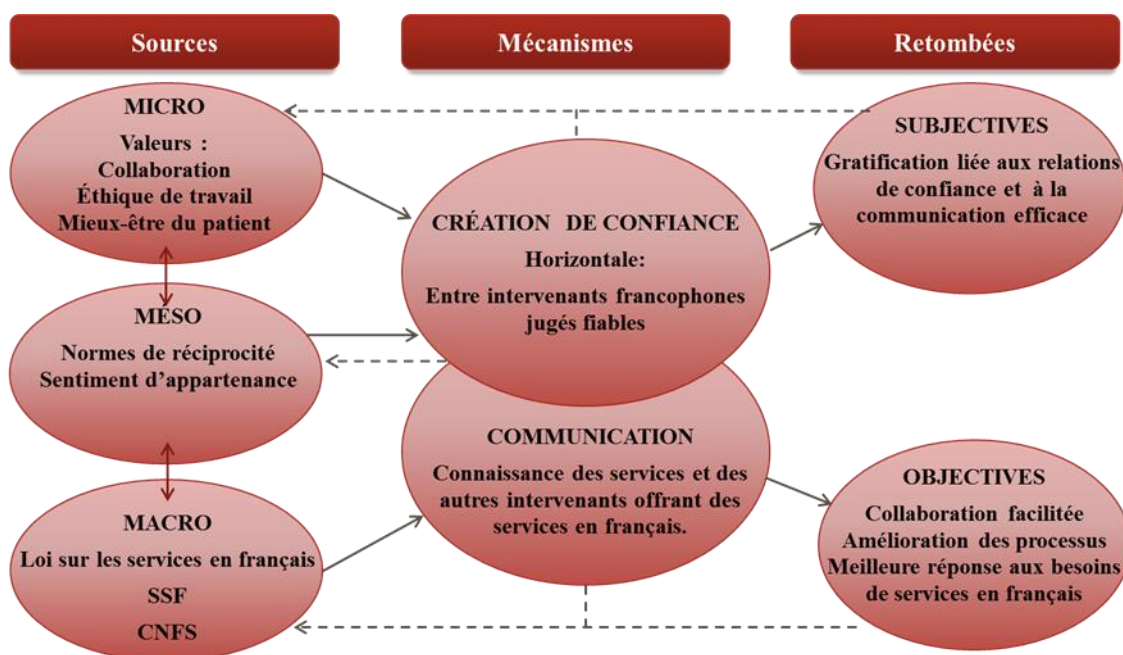 Sources
Mécanismes
Retombées
MICRO
Valeurs :
Collaboration
Éthique de travail
Mieux-être du patient
MÉSO
Normes de réciprocité
Sentiment d'appartenance
MACRO
Loi sur les services en français
SSF
CNFS
CRÉATION DE CONFIANCE
Horizontale:
Entre intervenants francophones
jugés fiables
COMMUNICATION
Connaissance des services et des
autres intervenants offrant des
services en français.
SUBJECTIVES
Gratification liée aux relations
de confiance et à la
communication efficace
OBJECTIVES
Collaboration facilitée
Amélioration des processus
Meilleure réponse aux besoins
de services en français